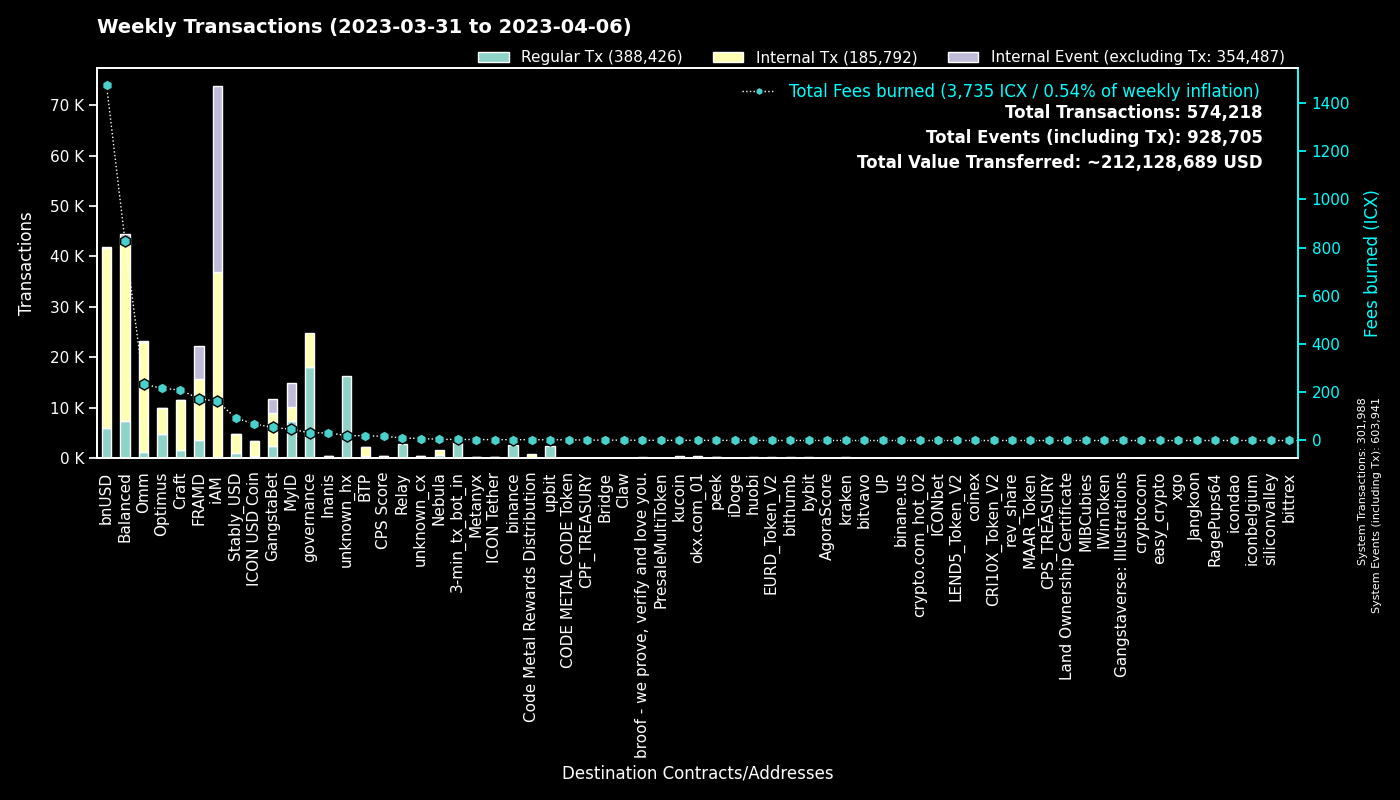 Weekly Transactions (2023-03-31 to 2023-04-06)
Regular Tx (388,426)
Internal Tx (185,792)
Internal Event (excluding Tx: 354,487)
Total Fees burned (3,735 ICX / 0.54% of weekly inflation)
Total Transactions: 574,218
Total Events (including Tx): 928,705
Total Value Transferred: ~212,128,689 USD
Transactions
70 K
60 K
50 K
40 K
30 K
20 K
10 K
0 K
1400
1200
1000
800
600
400
200
0
Fees burned (ICX)
System Transactions: 301,988
System Events (including Tx): 603,941
bnUSD
Balanced
Omm
Optimus
Craft
FRAMD
iAM
Stably_USD
ICON USD Coin
GangstaBet
MyID
governance
Inanis
unknown_hx
BTP
CPS Score
Relay
unknown_cx
Nebula
3-min_tx_bot_in
Metanyx
ICON Tether
binance
Code Metal Rewards Distribution
upbit
CODE METAL CODE Token
CPF_TREASURY
Bridge
Claw
broof - we prove, verify and love you.
PresaleMultiToken
kucoin
okx.com_01
peek
iDoge
huobi
EURD_Token_V2
bithumb
bybit
AgoraScore
kraken
bitvavo
UP
binane.us
crypto.com_hot_02
ICONbet
LEND5_Token_V2
coinex
CRI10X_Token_V2
rev_share
MAAR_Token
CPS_TREASURY
Land Ownership Certificate
MIBCubies
IWinToken
Gangstaverse: Illustrations
cryptocom
easy_crypto
xgo
Jangkoon
RagePups64
icondao
iconbelgium
siliconvalley
bittrex
Destination Contracts/Addresses